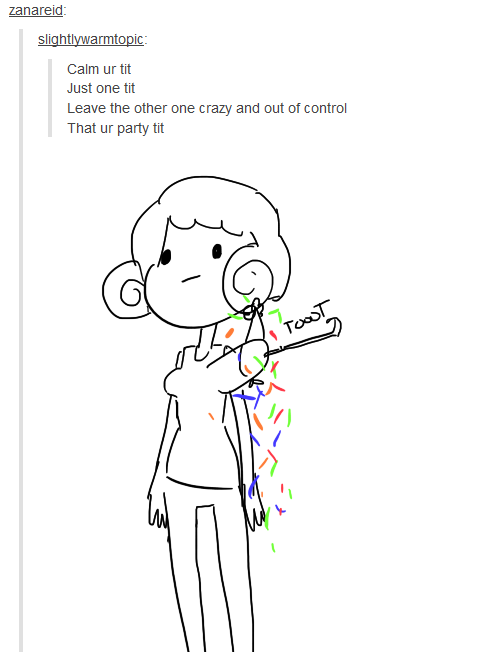 zanareid:
slightlywarmtopic:
Calm ur tit
Just one tit
Leave the other one crazy and out of control
That ur party tit
TOOOT